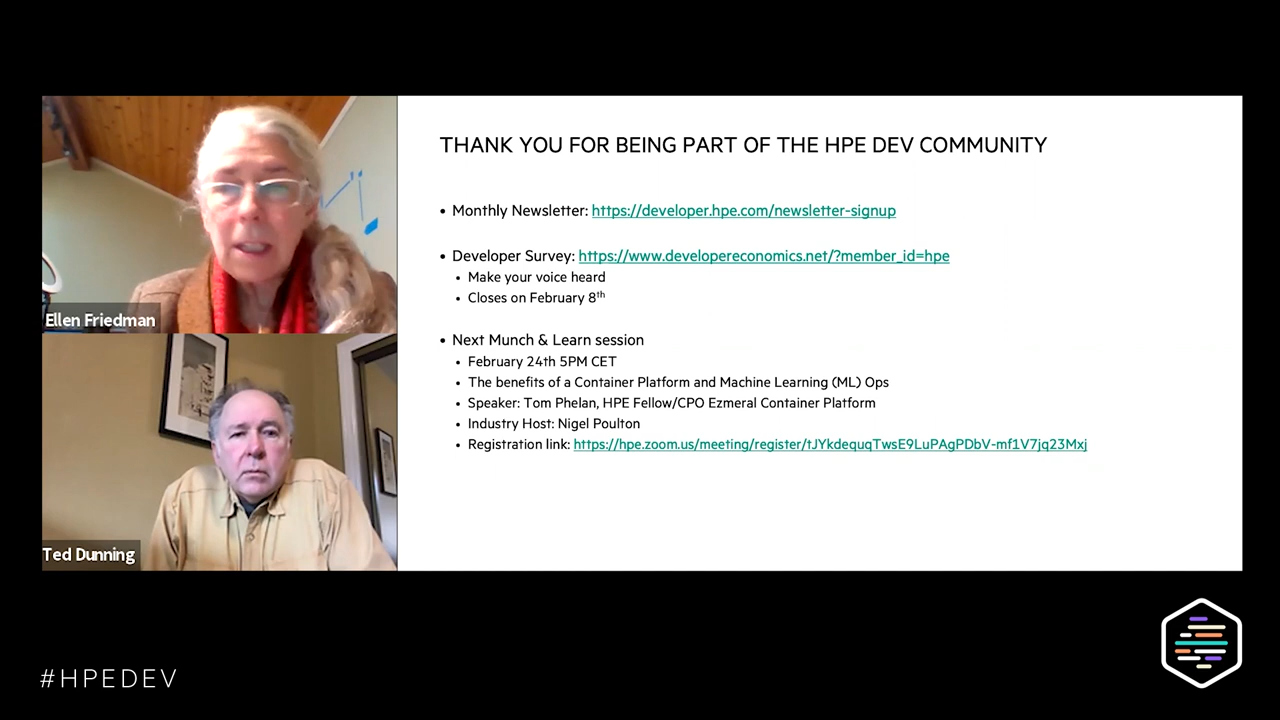 Ellen Friedman
Ted Dunning
THANK YOU FOR BEING PART OF THE HPE DEV COMMUNITY
• Monthly Newsletter: https://developer.hpe.com/newsletter-signup
• Developer Survey: https://www.developereconomics.net/?member_id=hpe
• Make your voice heard
• Closes on February 8th
• Next Munch & Learn session
• February 24th 5PM CET
• The benefits of a Container Platform and Machine Learning (ML) Ops
• Speaker: Tom Phelan, HPE Fellow/CPO Ezmeral Container Platform
• Industry Host: Nigel Poulton
• Registration link: https://hpe.zoom.us/meeting/register/tJYkdequqTwsE9LuPAgPDbV-mf1V7jq23Mxj
#HPEDEV